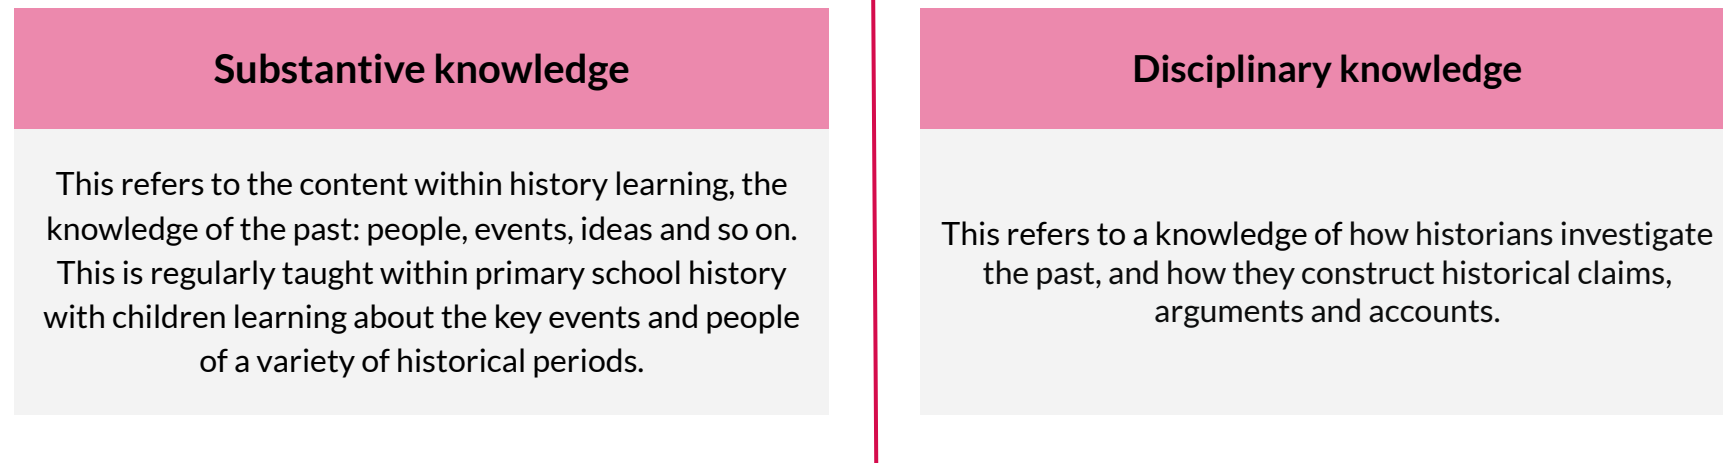 Substantive knowledge
This refers to the content within history learning, the
knowledge of the past: people, events, ideas and so on.
This is regularly taught within primary school history
with children learning about the key events and people
of a variety of historical periods.
Disciplinary knowledge
This refers to a knowledge of how historians investigate
the past, and how they construct historical claims,
arguments and accounts.